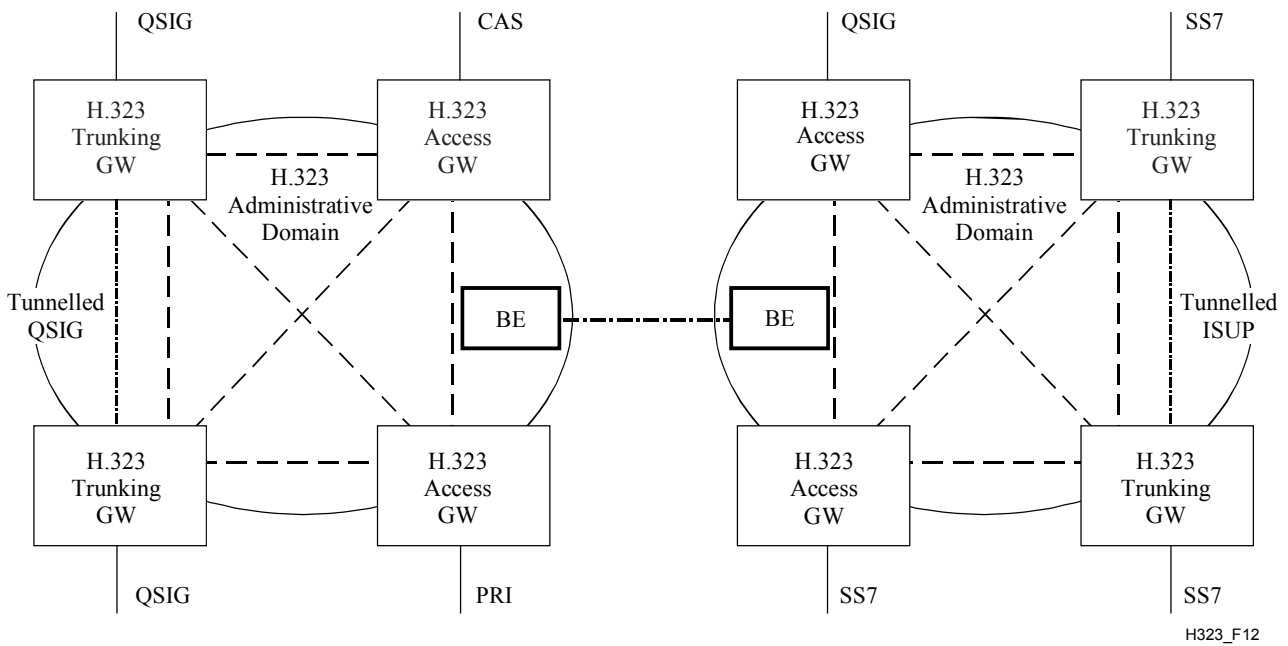 QSIG
CAS
QSIG
SS7
H.323
Trunking
GW
H.323
Access
GW
H.323
Access
GW
H.323
Trunking
GW
H.323
Administrative
Domain
H.323
Administrative
Domain
Tunnelled
QSIG
BE
BE
Tunnelled
ISUP
H.323
Trunking
GW
H.323
Access
GW
H.323
Access
GW
H.323
Trunking
GW
QSIG
PRI
SS7
SS7
H323_F12